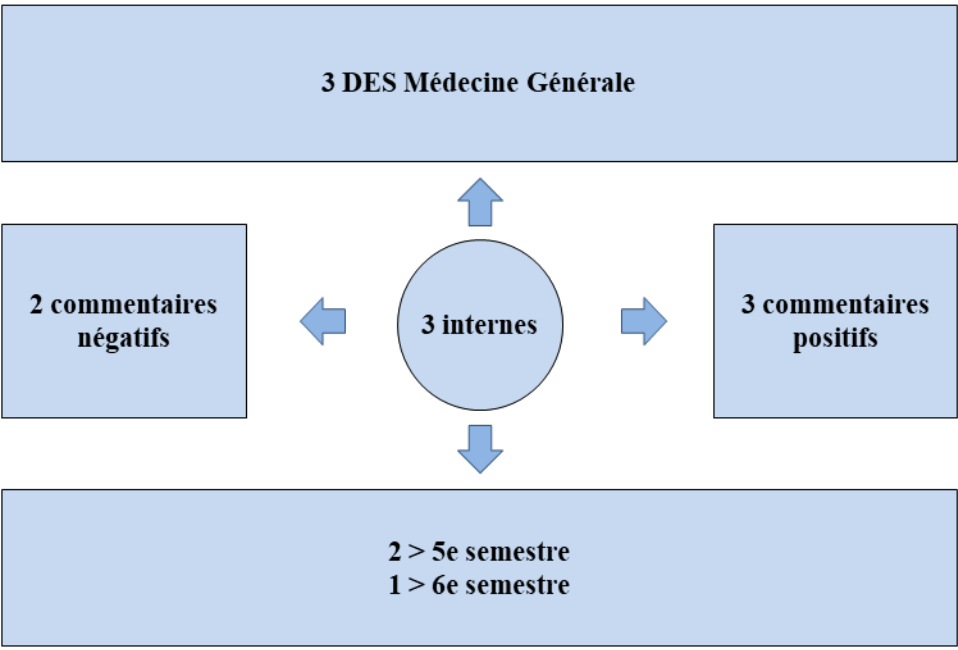 3 DES Médecine Générale
2 commentaires
négatifs
3 internes
3 commentaires
positifs
2 > 5e semestre
1 > 6e semestre